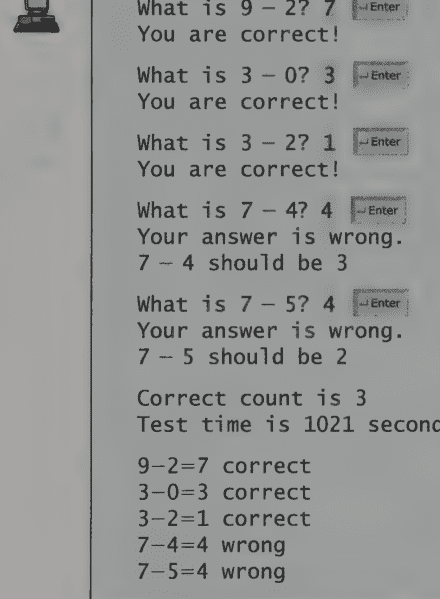 What is 9 – 2? 7 ↵Enter
You are correct!
What is 3 – 0? 3 ↵Enter
You are correct!
What is 3 – 2? 1 ↵Enter
You are correct!
What is 7 – 4? 4 ↵Enter
Your answer is wrong.
7 – 4 should be 3
What is 7 – 5? 4 ↵Enter
Your answer is wrong.
7 – 5 should be 2
Correct count is 3
Test time is 1021 second
9–2=7 correct
3–0=3 correct
3–2=1 correct
7–4=4 wrong
7–5=4 wrong